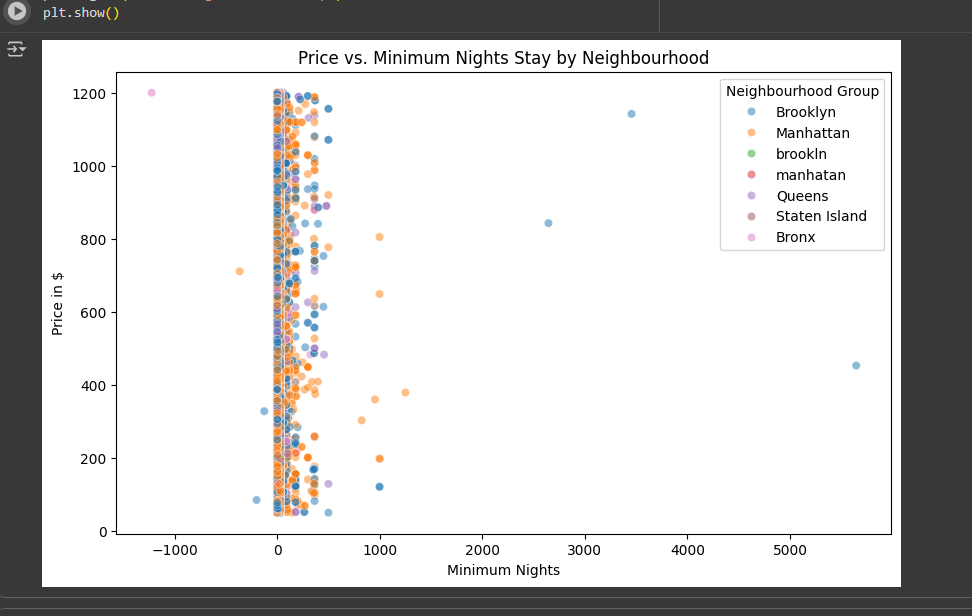 plt.show()
Price vs. Minimum Nights Stay by Neighbourhood
Neighbourhood Group
Brooklyn
Manhattan
brookln
manhatan
Queens
Staten Island
Bronx
Price in $
1200
1000
800
600
400
200
0
−1000 0 1000 2000 3000 4000 5000
Minimum Nights